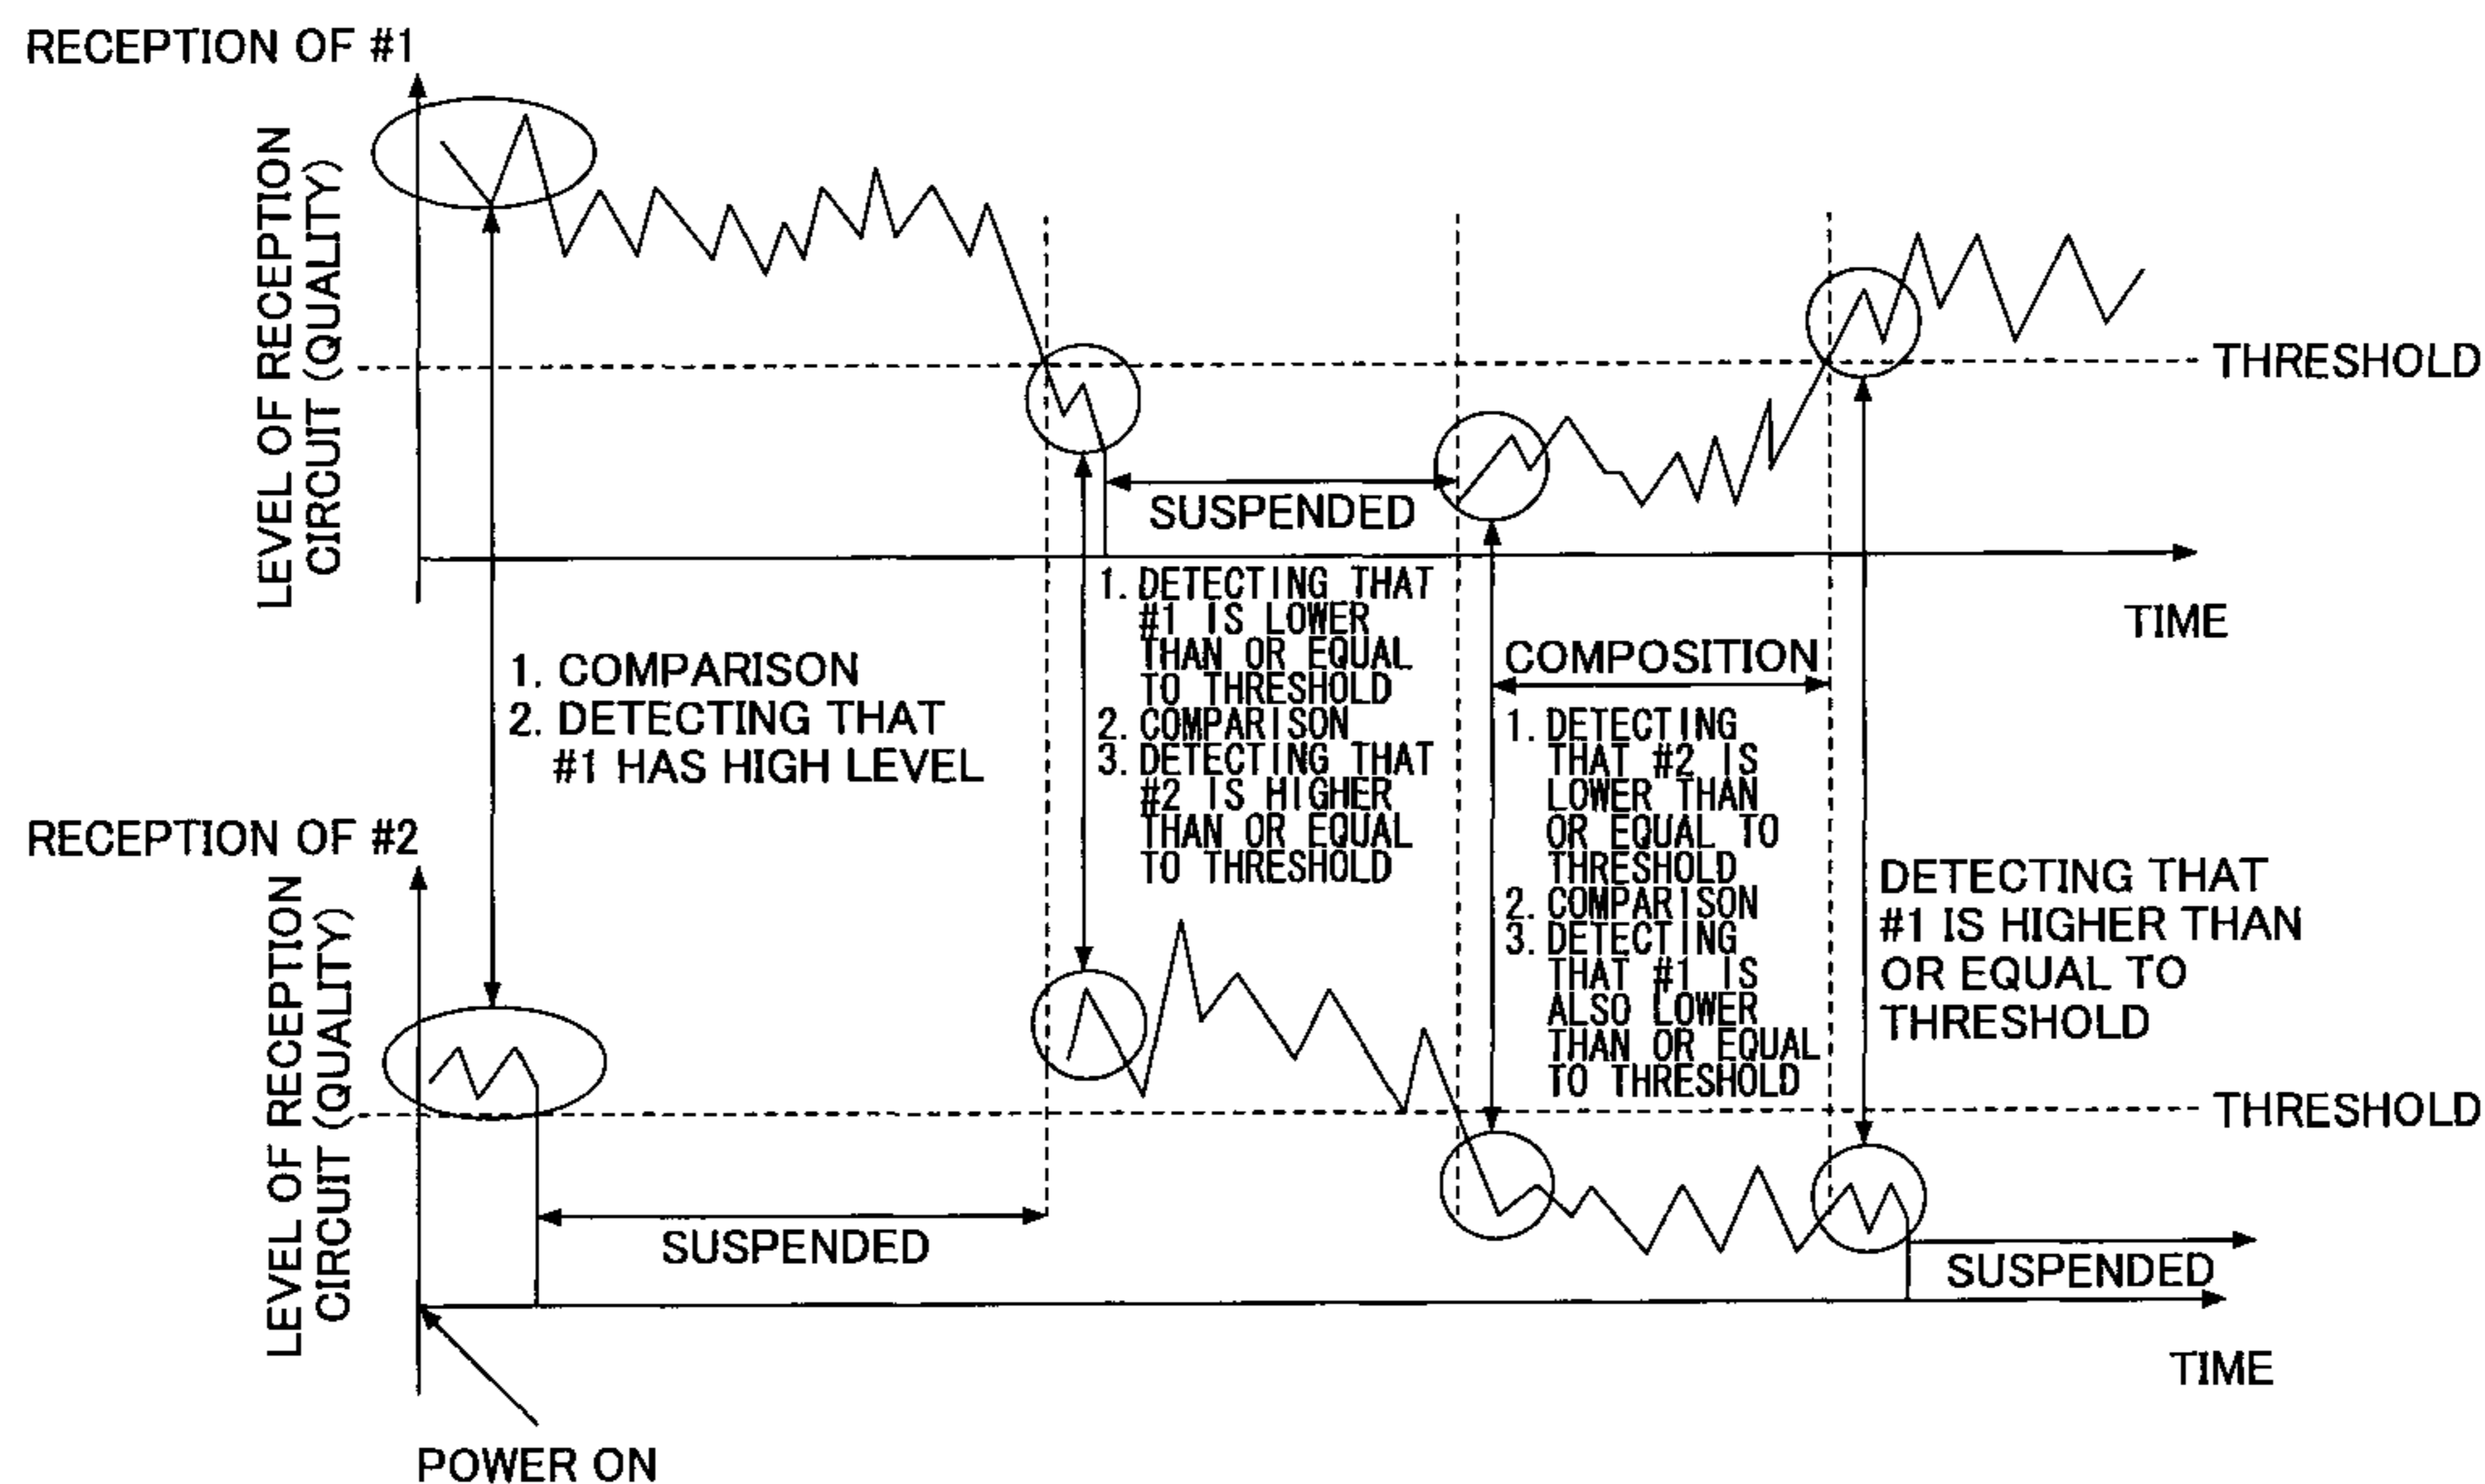 RECEPTION OF #1
LEVEL OF RECEPTION
CIRCUIT (QUALITY)
THRESHOLD
SUSPENDED
TIME
1. COMPARISON
2. DETECTING THAT
#1 HAS HIGH LEVEL
1. DETECTING THAT
#1 IS LOWER
THAN OR EQUAL
TO THRESHOLD
2. COMPARISON
3. DETECTING THAT
#2 IS HIGHER
THAN OR EQUAL
TO THRESHOLD
COMPOSITION
1. DETECTING
THAT #2 IS
LOWER THAN
OR EQUAL TO
THRESHOLD
2. COMPARISON
3. DETECTING
THAT #1 IS
ALSO LOWER
THAN OR EQUAL
TO THRESHOLD
DETECTING THAT
#1 IS HIGHER THAN
OR EQUAL TO
THRESHOLD
RECEPTION OF #2
LEVEL OF RECEPTION
CIRCUIT (QUALITY)
THRESHOLD
SUSPENDED
SUSPENDED
TIME
POWER ON